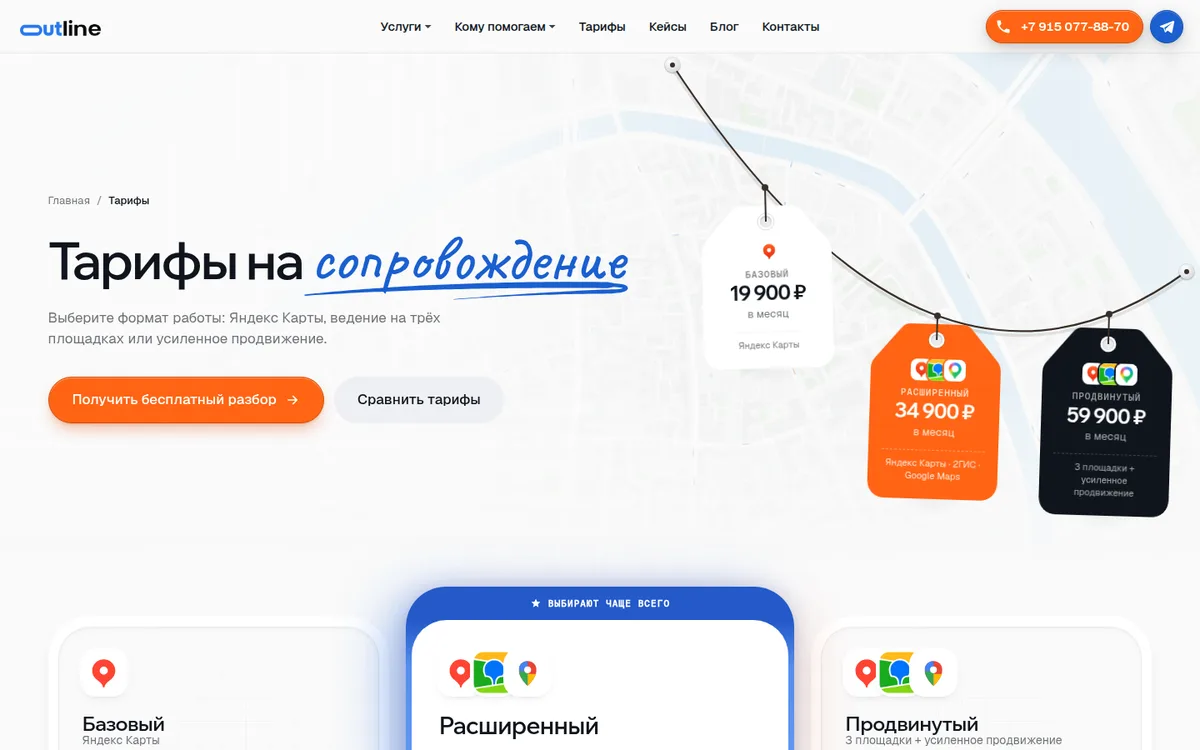 outline
Услуги
Кому помогаем
Тарифы
Кейсы
Блог
Контакты
+7 915 077-88-70
Главная / Тарифы
Тарифы на сопровождение
Выберите формат работы: Яндекс Карты, ведение на трёх
площадках или усиленное продвижение.
Получить бесплатный разбор →
Сравнить тарифы
БАЗОВЫЙ
19 900 ₽
в месяц
Яндекс Карты
РАСШИРЕННЫЙ
34 900 ₽
в месяц
Яндекс Карты · 2ГИС ·
Google Maps
ПРОДВИНУТЫЙ
59 900 ₽
в месяц
3 площадки +
усиленное
продвижение
★ ВЫБИРАЮТ ЧАЩЕ ВСЕГО
Базовый
Яндекс Карты
Расширенный
Продвинутый
3 площадки + усиленное продвижение